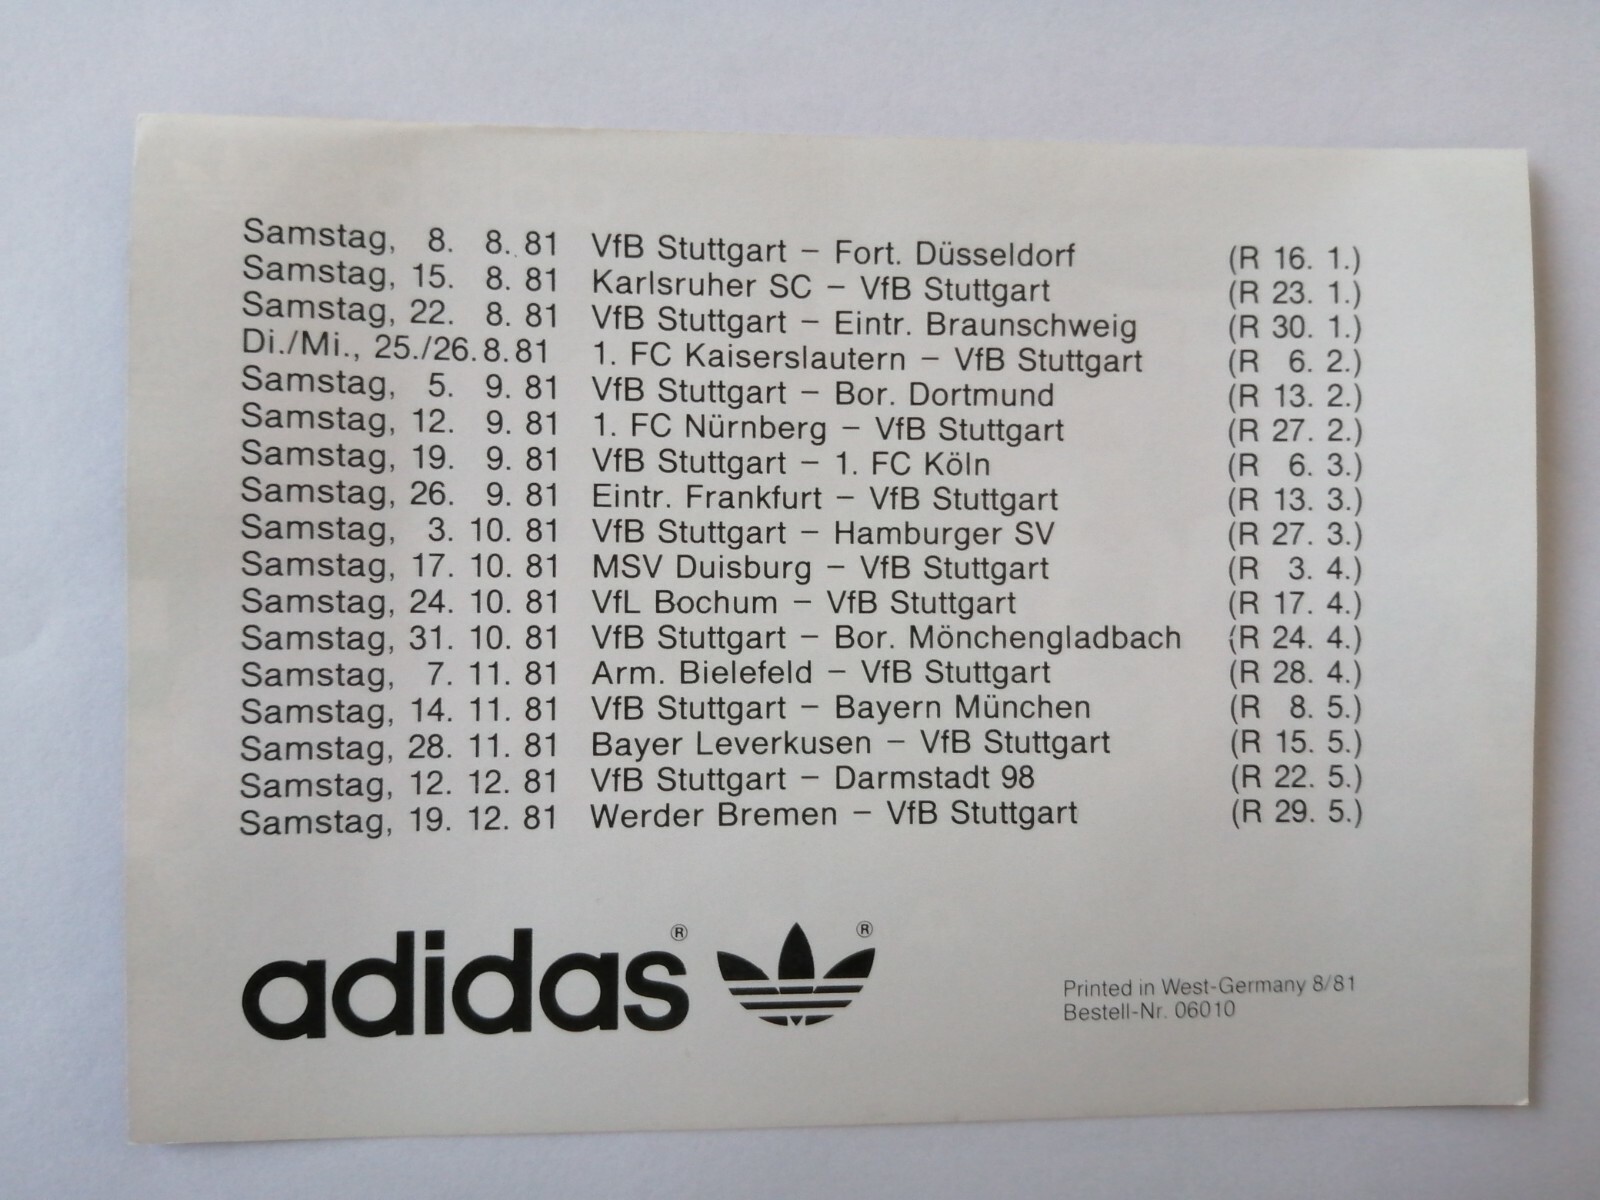 Samstag, 8. 8. 81 VfB Stuttgart – Fort. Düsseldorf (R 16. 1.)
Samstag, 15. 8. 81 Karlsruher SC – VfB Stuttgart (R 23. 1.)
Samstag, 22. 8. 81 VfB Stuttgart – Eintr. Braunschweig (R 30. 1.)
Di./Mi., 25./26.8.81 1. FC Kaiserslautern – VfB Stuttgart (R 6. 2.)
Samstag, 5. 9. 81 VfB Stuttgart – Bor. Dortmund (R 13. 2.)
Samstag, 12. 9. 81 1. FC Nürnberg – VfB Stuttgart (R 27. 2.)
Samstag, 19. 9. 81 VfB Stuttgart – 1. FC Köln (R 6. 3.)
Samstag, 26. 9. 81 Eintr. Frankfurt – VfB Stuttgart (R 13. 3.)
Samstag, 3. 10. 81 VfB Stuttgart – Hamburger SV (R 27. 3.)
Samstag, 17. 10. 81 MSV Duisburg – VfB Stuttgart (R 3. 4.)
Samstag, 24. 10. 81 VfL Bochum – VfB Stuttgart (R 17. 4.)
Samstag, 31. 10. 81 VfB Stuttgart – Bor. Mönchengladbach (R 24. 4.)
Samstag, 7. 11. 81 Arm. Bielefeld – VfB Stuttgart (R 28. 4.)
Samstag, 14. 11. 81 VfB Stuttgart – Bayern München (R 8. 5.)
Samstag, 28. 11. 81 Bayer Leverkusen – VfB Stuttgart (R 15. 5.)
Samstag, 12. 12. 81 VfB Stuttgart – Darmstadt 98 (R 22. 5.)
Samstag, 19. 12. 81 Werder Bremen – VfB Stuttgart (R 29. 5.)
adidas® ®
Printed in West-Germany 8/81
Bestell-Nr. 06010